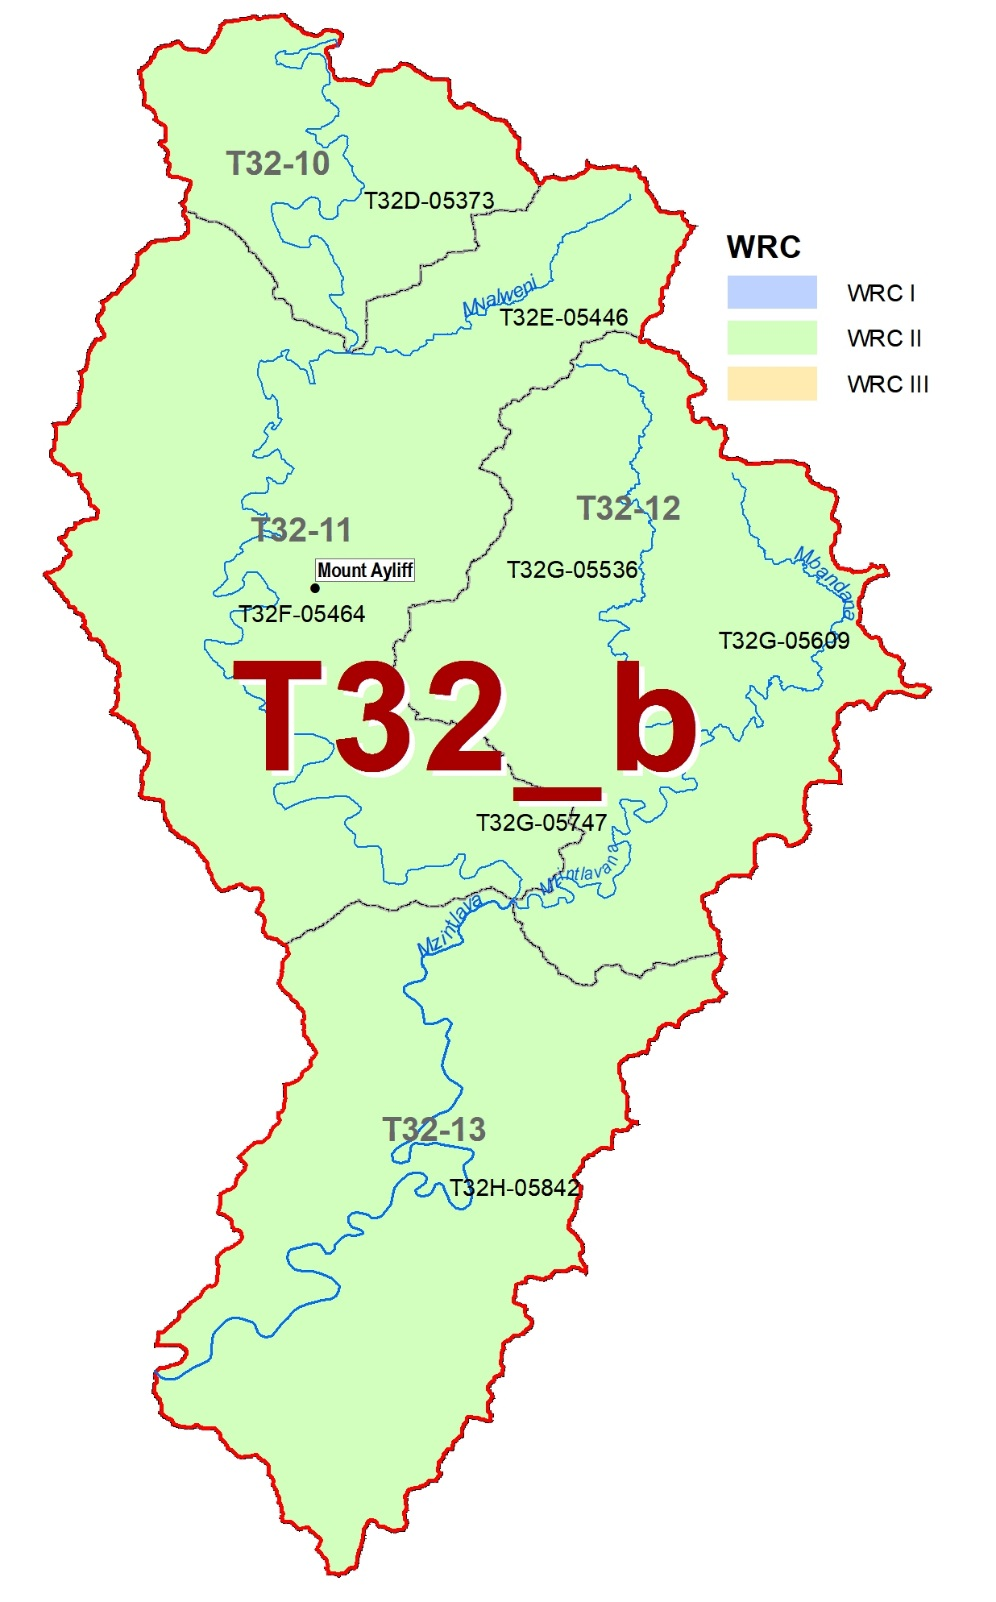 T32-10
T32D-05373
WRC
Mvalweni
WRC I
T32E-05446
WRC II
WRC III
T32-12
T32-11
Mount Ayliff
T32G-05536
Mbandana
T32F-05464
T32G-05609
T32_b
T32G-05747
Mzintlavana
Mzintlava
T32-13
T32H-05842